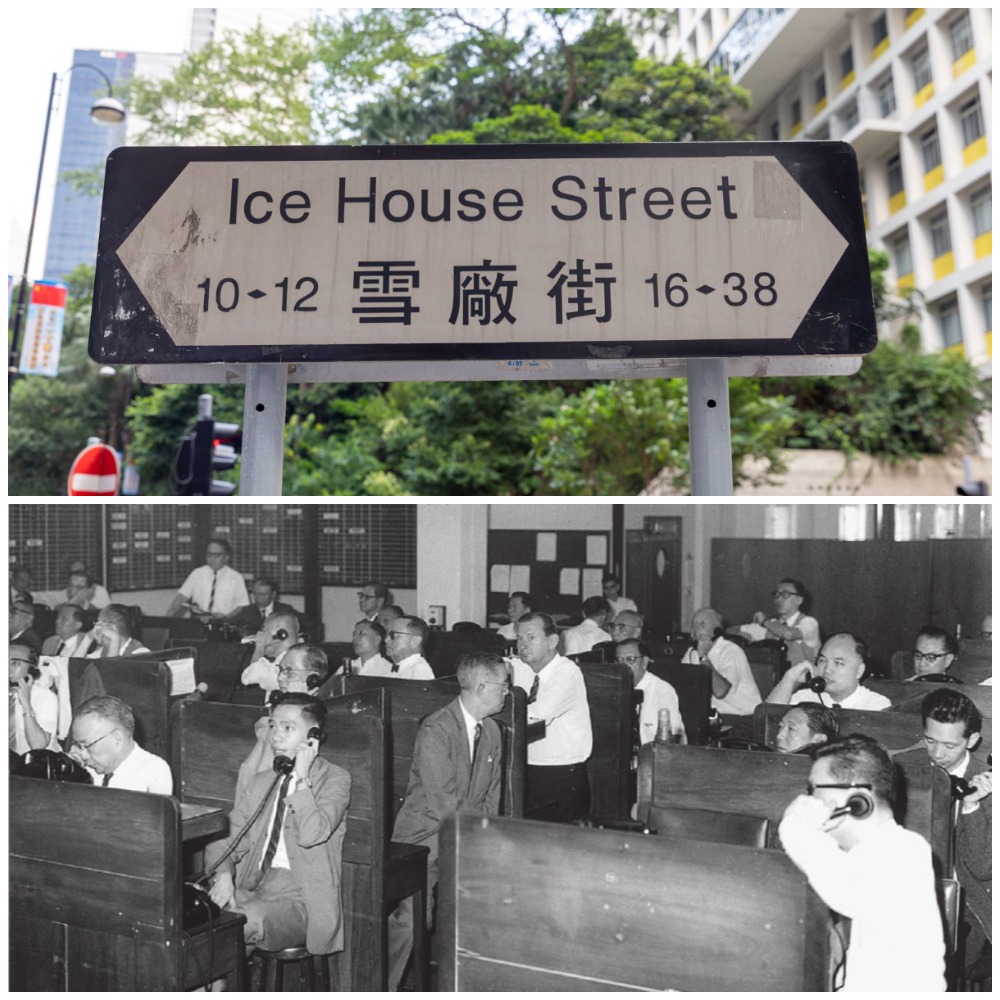 Ice House Street
10 12 雪廠街 16 38